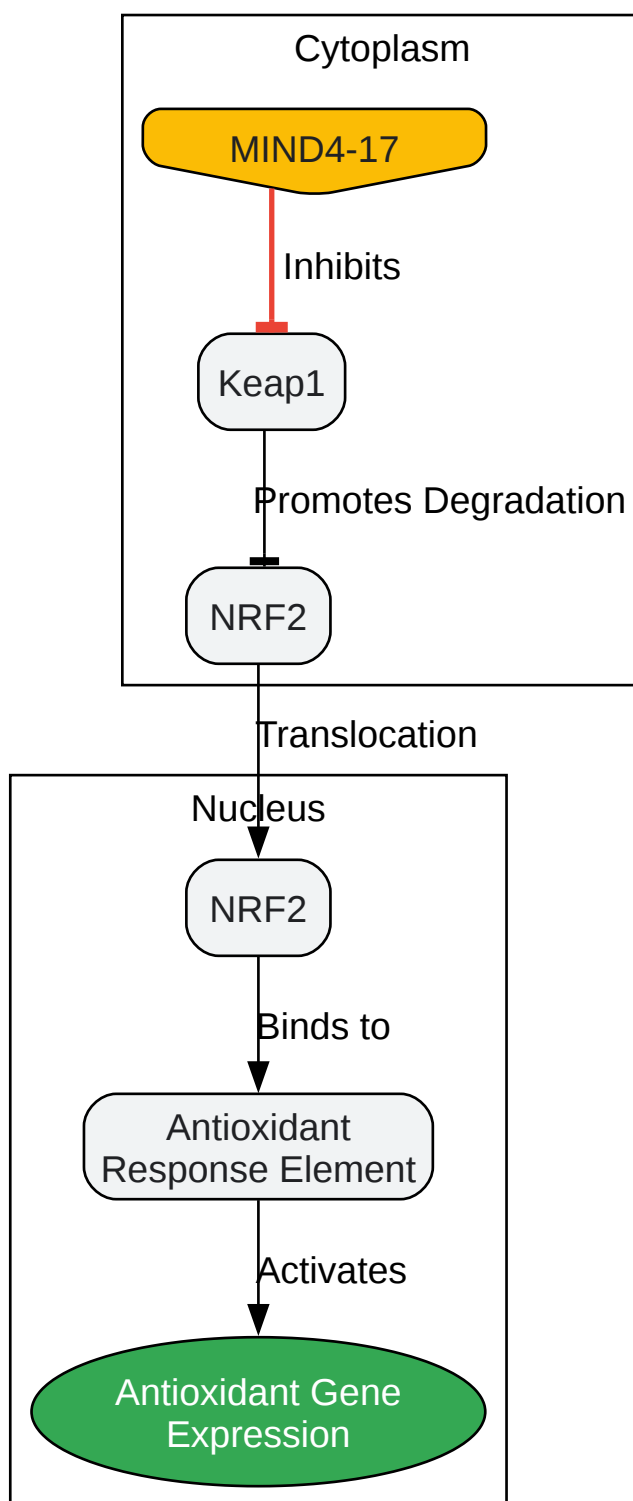 Cytoplasm
MIND4-17
Inhibits
Keap1
Promotes Degradation
NRF2
Translocation
Nucleus
NRF2
Binds to
Antioxidant
Response Element
Activates
Antioxidant Gene
Expression